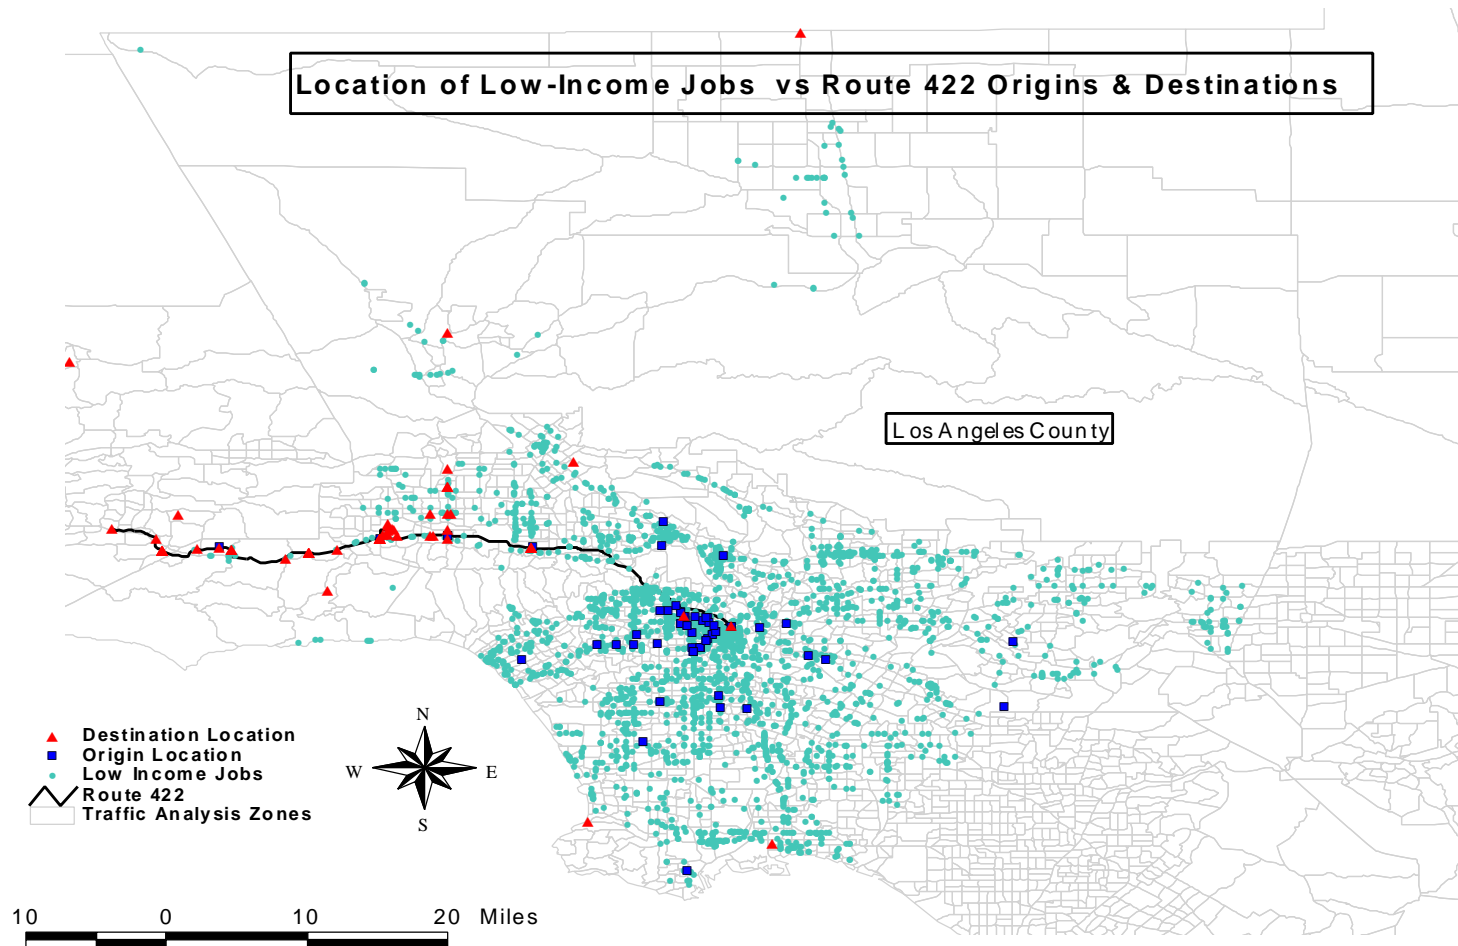 Location of Low-Income Jobs vs Route 422 Origins & Destinations
Los Angeles County
Destination Location
Origin Location
Low Income Jobs
Route 422
Traffic Analysis Zones
N
W E
S
10 0 10 20 Miles